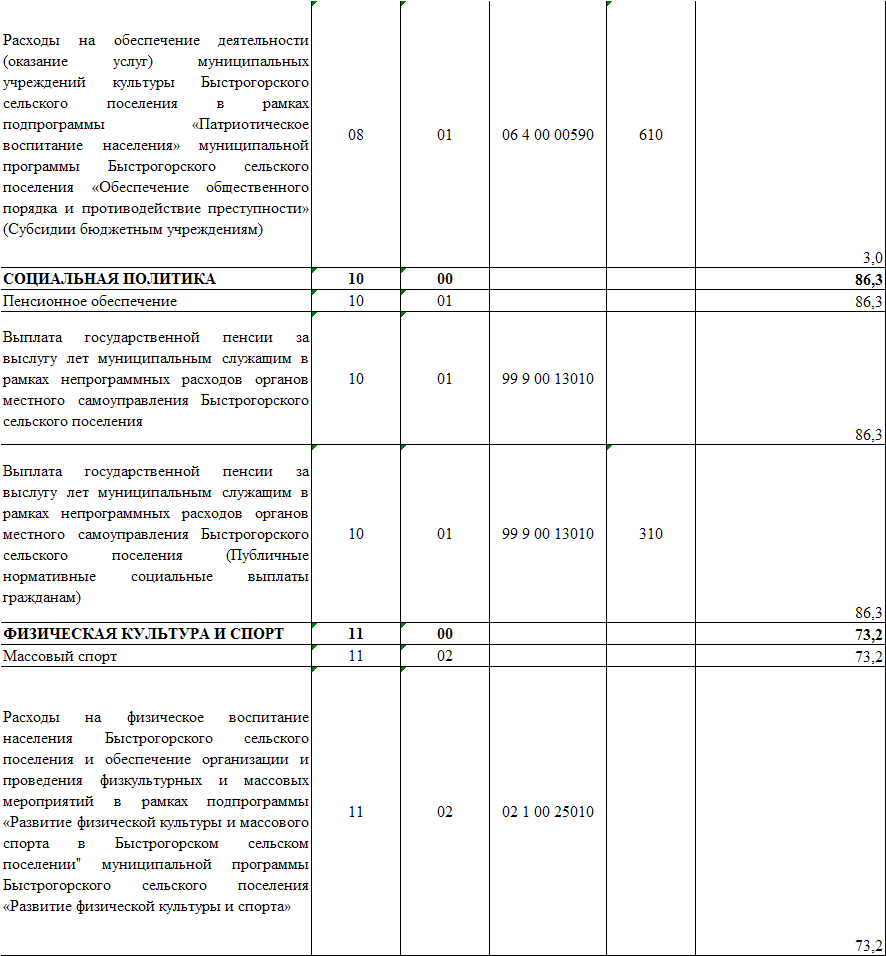 Расходы на обеспечение деятельности
(оказание услуг) муниципальных
учреждений культуры Быстрогорского
сельского поселения в рамках
подпрограммы «Патриотическое
воспитание населения» муниципальной
программы Быстрогорского сельского
поселения «Обеспечение общественного
порядка и противодействие преступности»
(Субсидии бюджетным учреждениям)
08 01 06 4 00 00590 610 3,0
СОЦИАЛЬНАЯ ПОЛИТИКА 10 00 86,3
Пенсионное обеспечение 10 01 86,3
Выплата государственной пенсии за
выслугу лет муниципальным служащим в
рамках непрограммных расходов органов
местного самоуправления Быстрогорского
сельского поселения
10 01 99 9 00 13010 86,3
Выплата государственной пенсии за
выслугу лет муниципальным служащим в
рамках непрограммных расходов органов
местного самоуправления Быстрогорского
сельского поселения (Публичные
нормативные социальные выплаты
гражданам)
10 01 99 9 00 13010 310 86,3
ФИЗИЧЕСКАЯ КУЛЬТУРА И СПОРТ 11 00 73,2
Массовый спорт 11 02 73,2
Расходы на физическое воспитание
населения Быстрогорского сельского
поселения и обеспечение организации и
проведения физкультурных и массовых
мероприятий в рамках подпрограммы
«Развитие физической культуры и массового
спорта в Быстрогорском сельском
поселении" муниципальной программы
Быстрогорского сельского поселения
«Развитие физической культуры и спорта»
11 02 02 1 00 25010 73,2